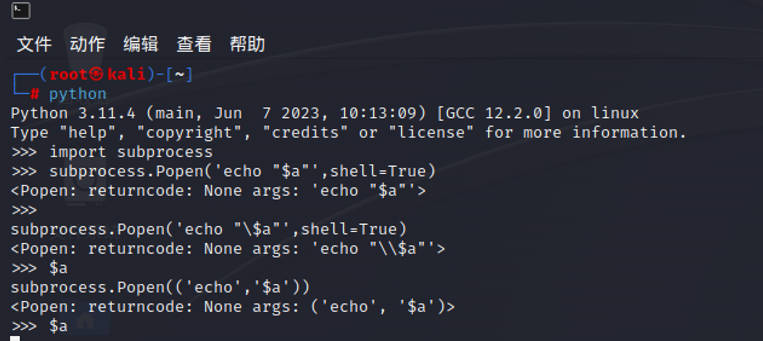 文件 动作 编辑 查看 帮助
┌──(root㉿kali)-[~]
└─# python
Python 3.11.4 (main, Jun  7 2023, 10:13:09) [GCC 12.2.0] on linux
Type "help", "copyright", "credits" or "license" for more information.
>>> import subprocess
>>> subprocess.Popen('echo "$a"',shell=True)
<Popen: returncode: None args: 'echo "$a"'>
>>>
subprocess.Popen('echo "\$a"',shell=True)
<Popen: returncode: None args: 'echo "\\$a"'>
>>> $a
subprocess.Popen(('echo','$a'))
<Popen: returncode: None args: ('echo', '$a')>
>>> $a